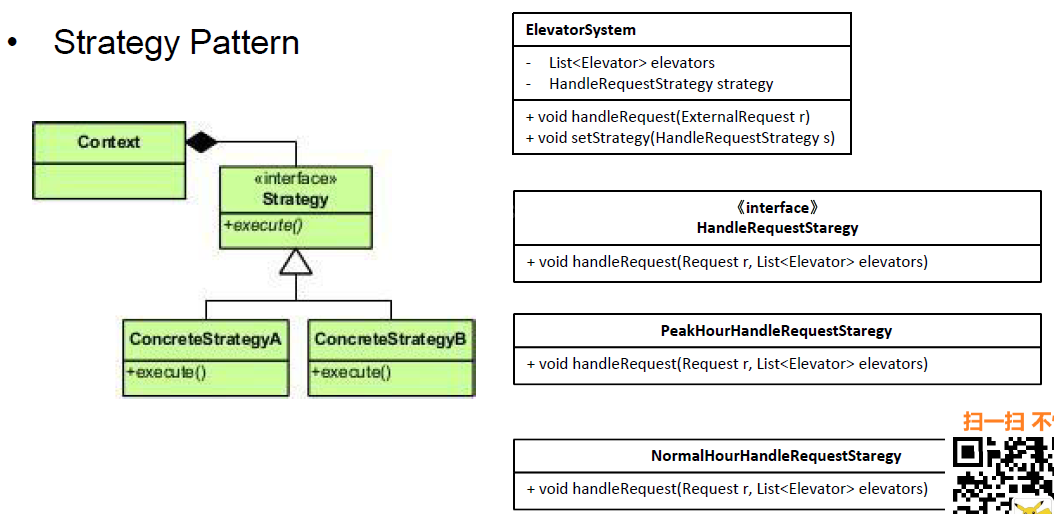 • Strategy Pattern
Context
«interface»
Strategy
+execute()
ConcreteStrategyA
+execute()
ConcreteStrategyB
+execute()
ElevatorSystem
- List<Elevator> elevators
- HandleRequestStrategy strategy
+ void handleRequest(ExternalRequest r)
+ void setStrategy(HandleRequestStrategy s)
《interface》
HandleRequestStaregy
+ void handleRequest(Request r, List<Elevator> elevators)
PeakHourHandleRequestStaregy
+ void handleRequest(Request r, List<Elevator> elevators)
NormalHourHandleRequestStaregy
+ void handleRequest(Request r, List<Elevator> elevators)
扫一扫 不